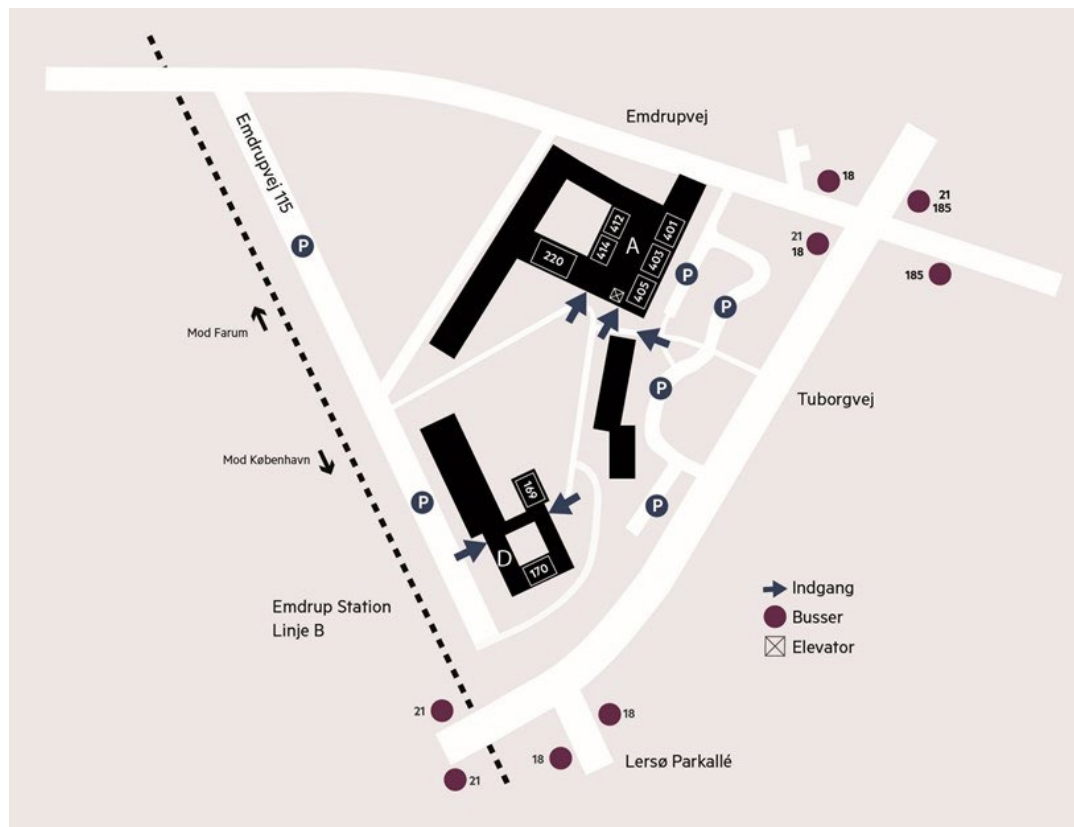 Emdrupvej
Emdrupvej 115
18
21
185
21
18
185
412
401
414
A
403
220
405
P
P
P
P
Mod Farum
Tuborgvej
Mod København
P
P
169
D
170
Indgang
Busser
Elevator
Emdrup Station
Linje B
21
18
18
21
Lersø Parkallé